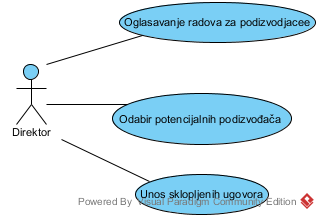 Oglasavanje radova za podizvodjacee
Odabir potencijalnih podizvođača
Direktor
Unos sklopljenih ugovora
Powered By Visual Paradigm Community Edition